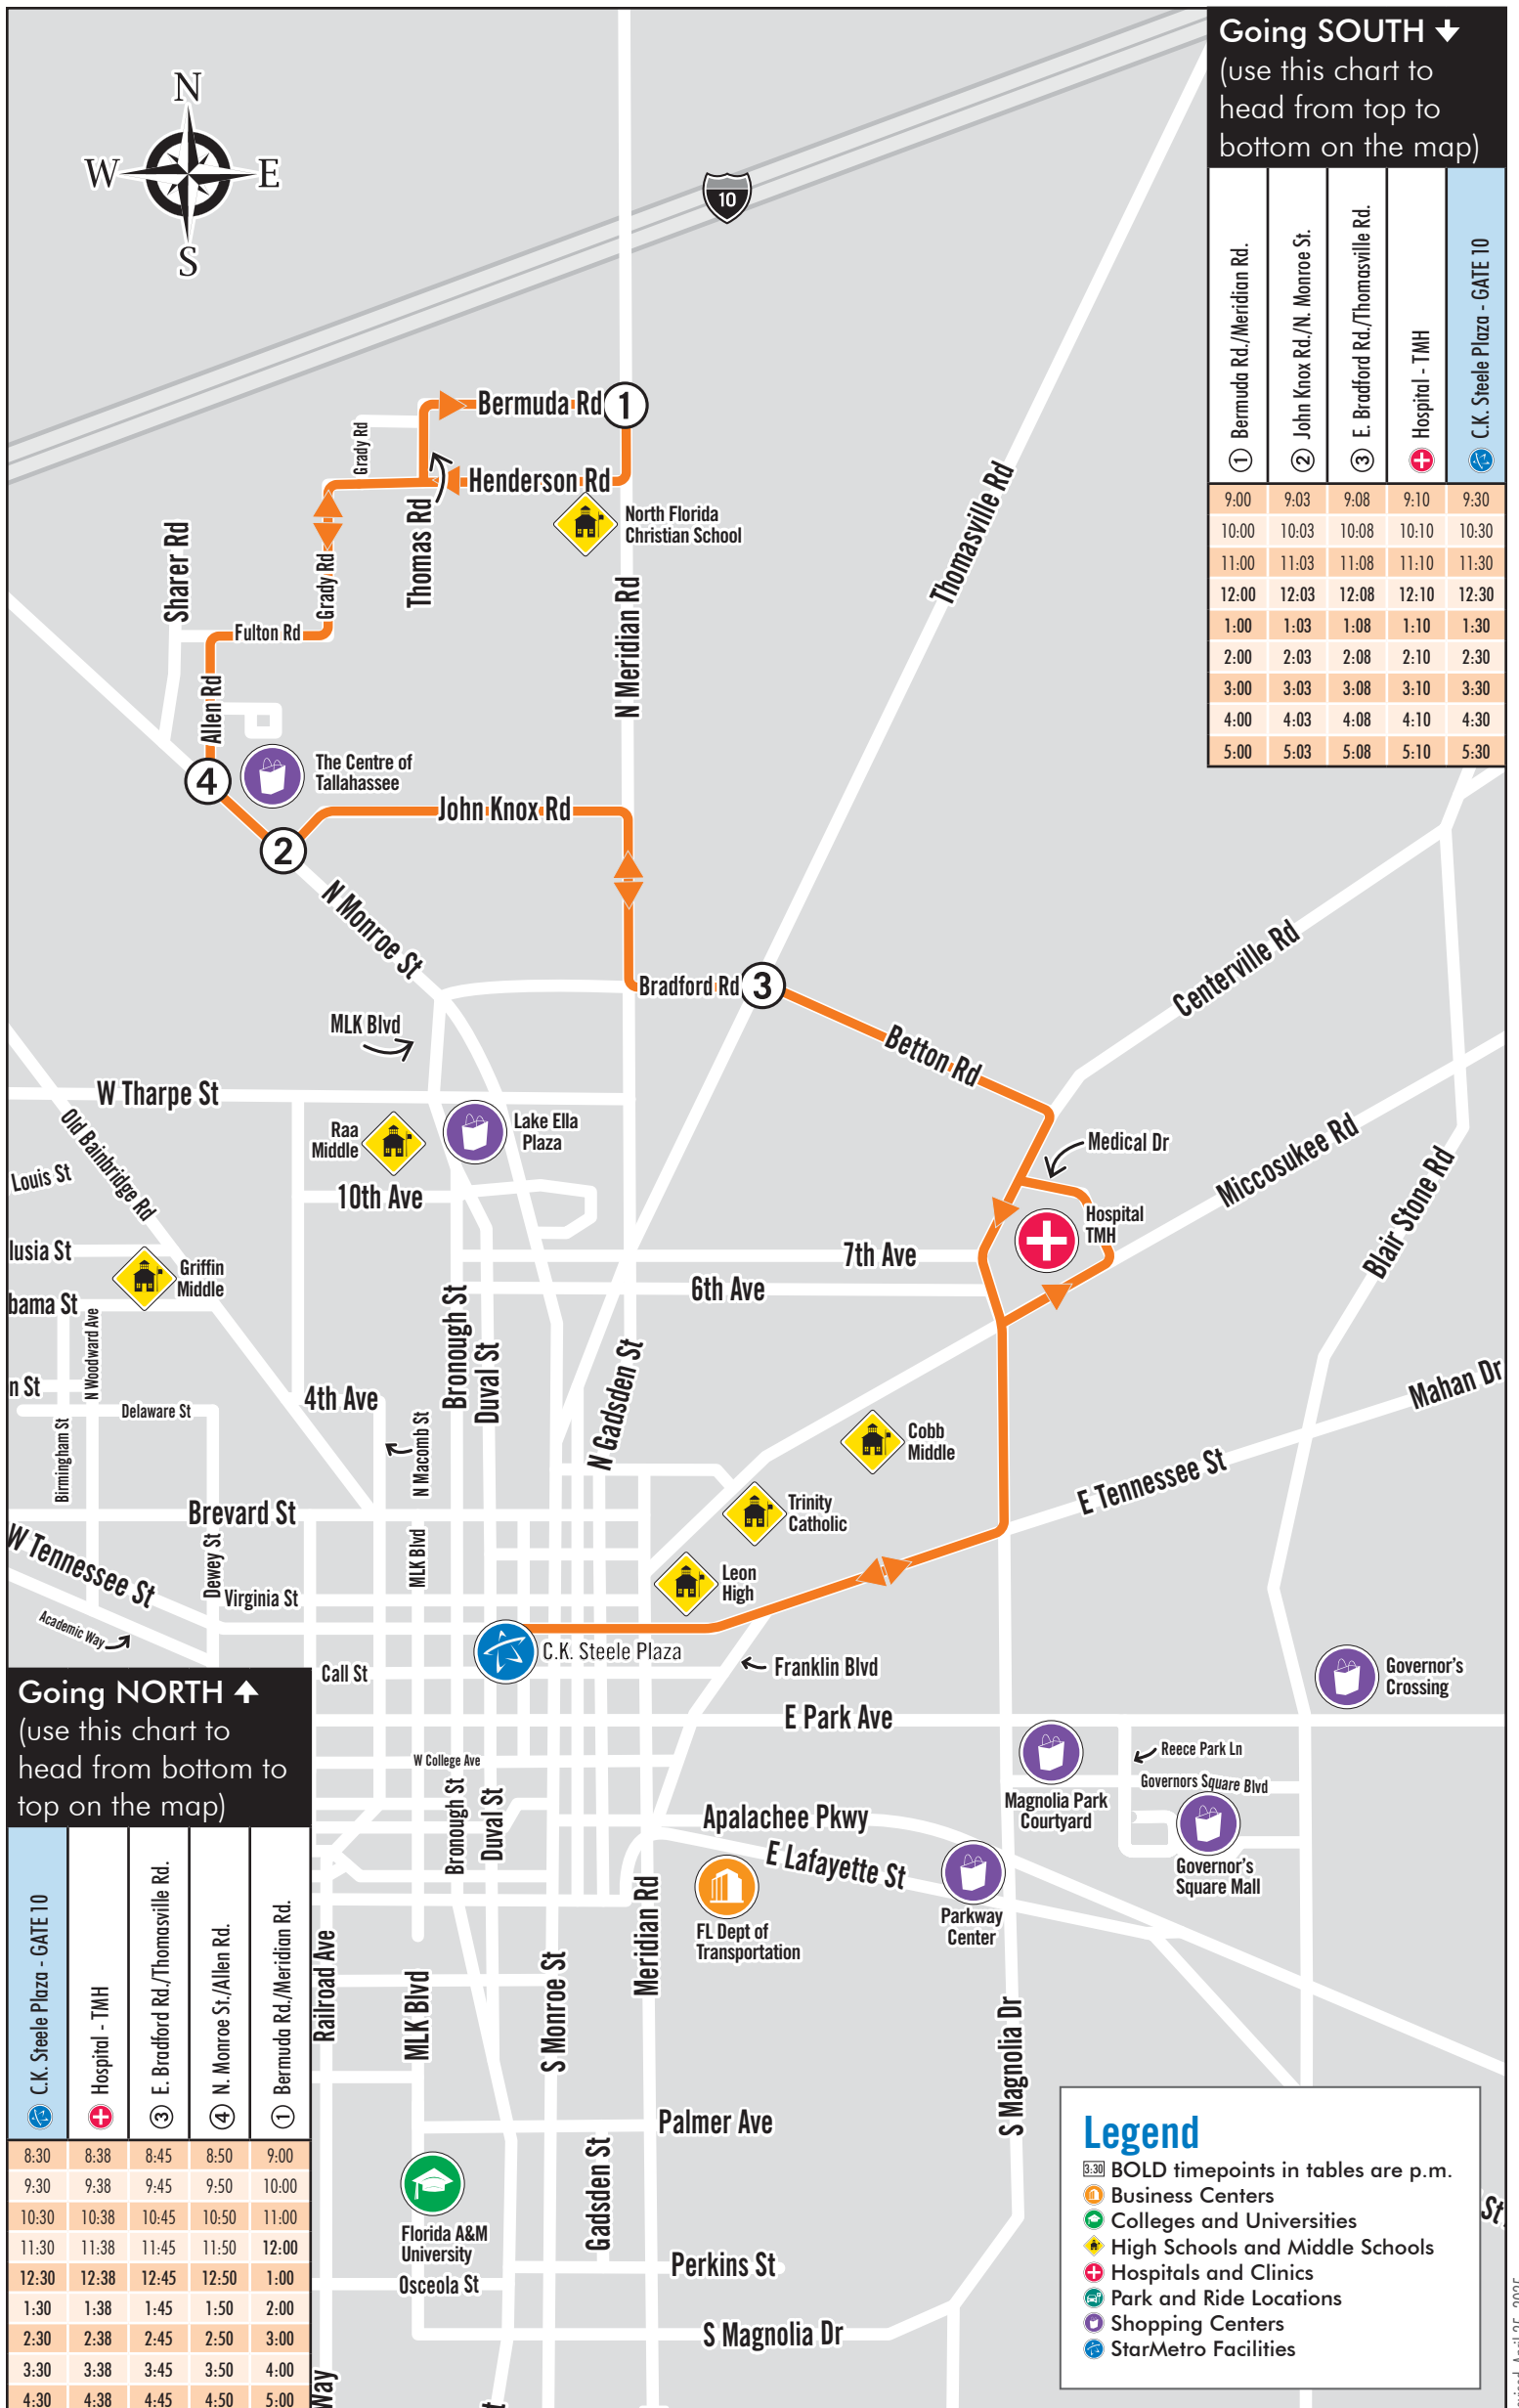 Going SOUTH
(use this chart to
head from top to
bottom on the map)
1 Bermuda Rd./Meridian Rd.
2 John Knox Rd./N. Monroe St.
3 E. Bradford Rd./Thomasville Rd.
Hospital - TMH
C.K. Steele Plaza - GATE 10
9:00 9:03 9:08 9:10 9:30
10:00 10:03 10:08 10:10 10:30
11:00 11:03 11:08 11:10 11:30
12:00 12:03 12:08 12:10 12:30
1:00 1:03 1:08 1:10 1:30
2:00 2:03 2:08 2:10 2:30
3:00 3:03 3:08 3:10 3:30
4:00 4:03 4:08 4:10 4:30
5:00 5:03 5:08 5:10 5:30
N
W E
S
10
Bermuda Rd
1
Grady Rd
Henderson Rd
Thomas Rd
North Florida
Christian School
Thomasville Rd
Sharer Rd
Grady Rd
Fulton Rd
N Meridian Rd
Allen Rd
4
The Centre of
Tallahassee
John Knox Rd
2
N Monroe St
Bradford Rd
3
Centerville Rd
Betton Rd
MLK Blvd
W Tharpe St
Old Bainbridge Rd
Raa
Middle
Lake Ella
Plaza
Medical Dr
Miccosukee Rd
Blair Stone Rd
Louis St
10th Ave
Hospital
TMH
lusia St
7th Ave
Griffin
Middle
6th Ave
bama St
N Woodward Ave
Bronough St
Duval St
N Gadsden St
n St
4th Ave
Mahan Dr
Delaware St
Birmingham St
N Macomb St
Cobb
Middle
E Tennessee St
Brevard St
Trinity
Catholic
W Tennessee St
Dewey St
MLK Blvd
Leon
High
Virginia St
Academic Way
C.K. Steele Plaza
Call St
Franklin Blvd
Governor's
Crossing
E Park Ave
W College Ave
Reece Park Ln
Governors Square Blvd
Magnolia Park
Courtyard
Bronough St
Duval St
Apalachee Pkwy
E Lafayette St
Governor's
Square Mall
Parkway
Center
FL Dept of
Transportation
Meridian Rd
Railroad Ave
MLK Blvd
S Monroe St
S Magnolia Dr
Palmer Ave
Gadsden St
Florida A&M
University
Osceola St
Perkins St
S Magnolia Dr
Way
t
St
Going NORTH
(use this chart to
head from bottom to
top on the map)
C.K. Steele Plaza - GATE 10
Hospital - TMH
3 E. Bradford Rd./Thomasville Rd.
4 N. Monroe St./Allen Rd.
1 Bermuda Rd./Meridian Rd.
8:30 8:38 8:45 8:50 9:00
9:30 9:38 9:45 9:50 10:00
10:30 10:38 10:45 10:50 11:00
11:30 11:38 11:45 11:50 12:00
12:30 12:38 12:45 12:50 1:00
1:30 1:38 1:45 1:50 2:00
2:30 2:38 2:45 2:50 3:00
3:30 3:38 3:45 3:50 4:00
4:30 4:38 4:45 4:50 5:00
Legend
3:30 BOLD timepoints in tables are p.m.
Business Centers
Colleges and Universities
High Schools and Middle Schools
Hospitals and Clinics
Park and Ride Locations
Shopping Centers
StarMetro Facilities